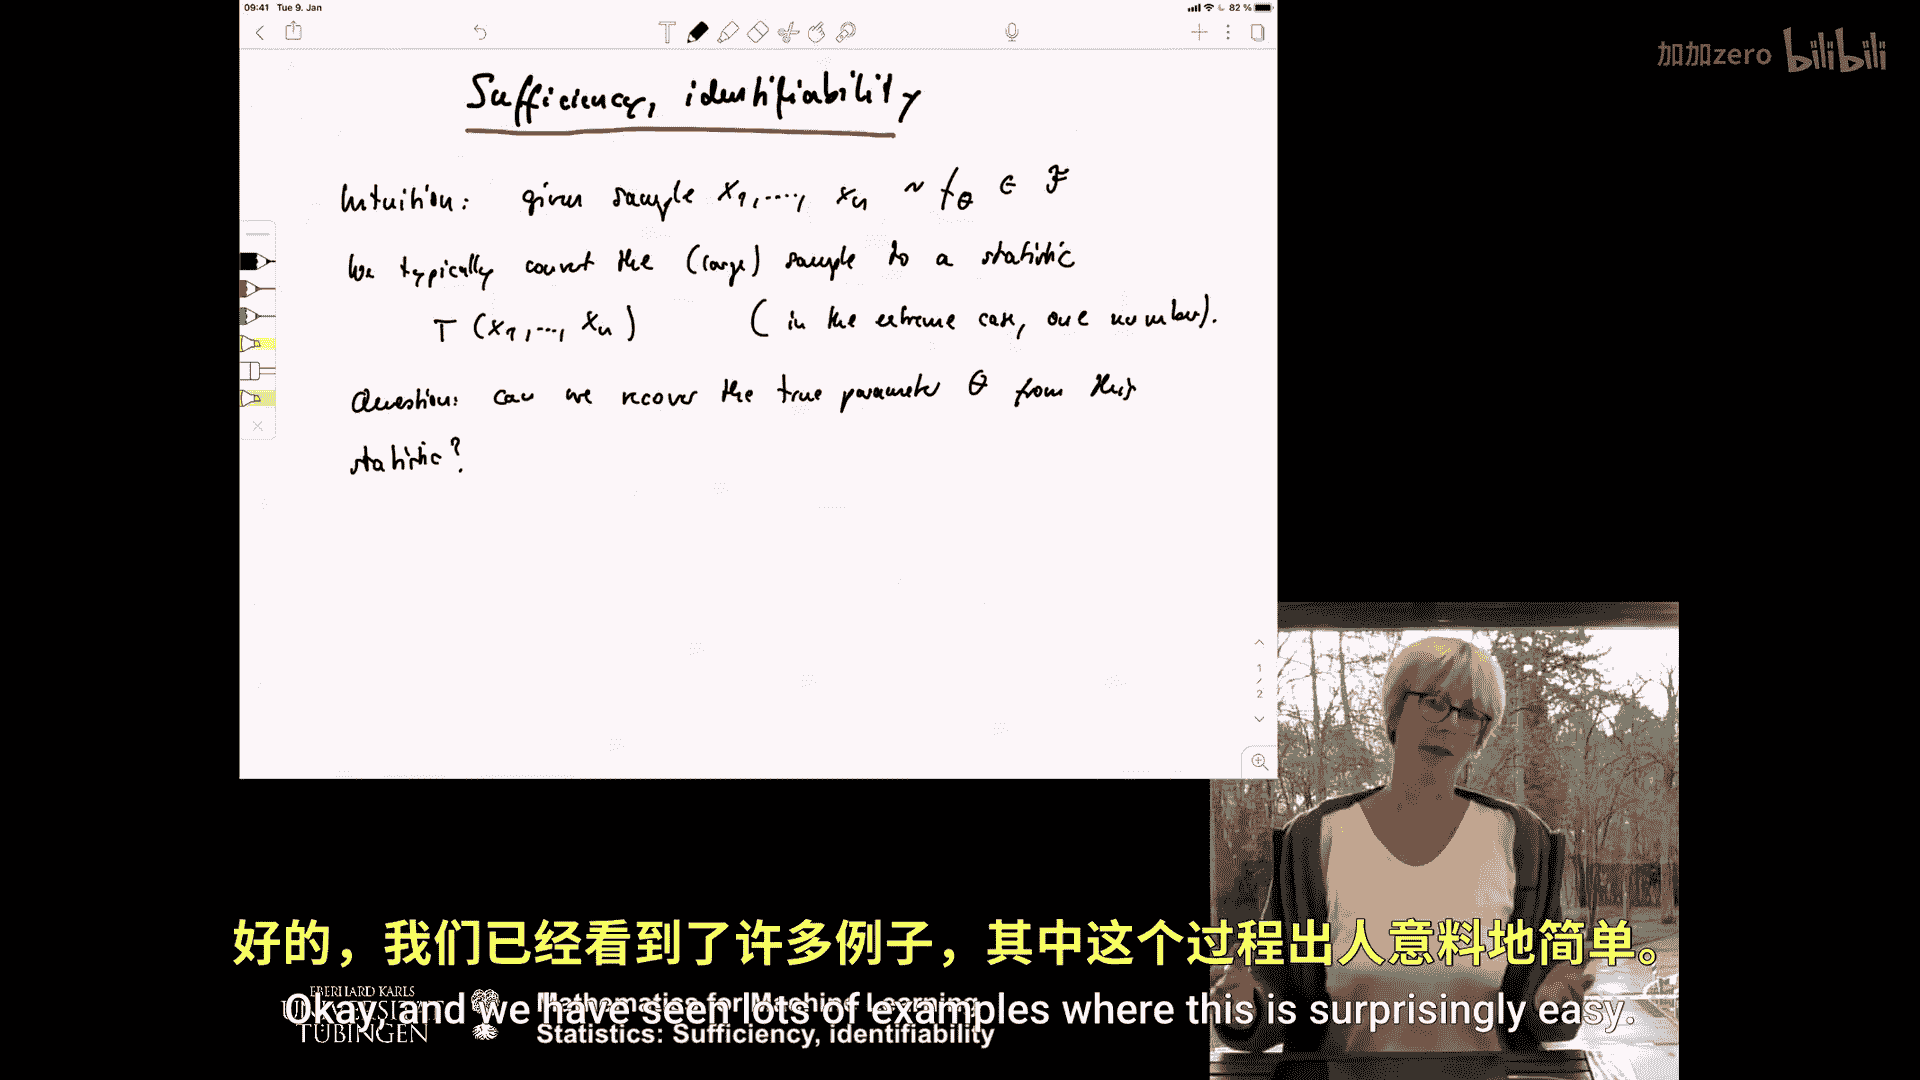 09:41 Tue 9. Jan
82 %
加加zero bilibili
Sufficiency, identifiability
Intuition: given sample x₁,...., xₙ ~ f_θ ∈ ℱ
We typically convert the (large) sample to a statistic
T (x₁,..., xₙ) (in the extreme case, one number).
Question: can we recover the true parameter θ from this
statistic?
1
/
2
好的，我们已经看到了许多例子，其中这个过程出人意料地简单。
EBERHARD KARLS
UNIVERSITÄT
TÜBINGEN
Mathematics for Machine Learning
Okay, and we have seen lots of examples where this is surprisingly easy.
Statistics: Sufficiency, identifiability